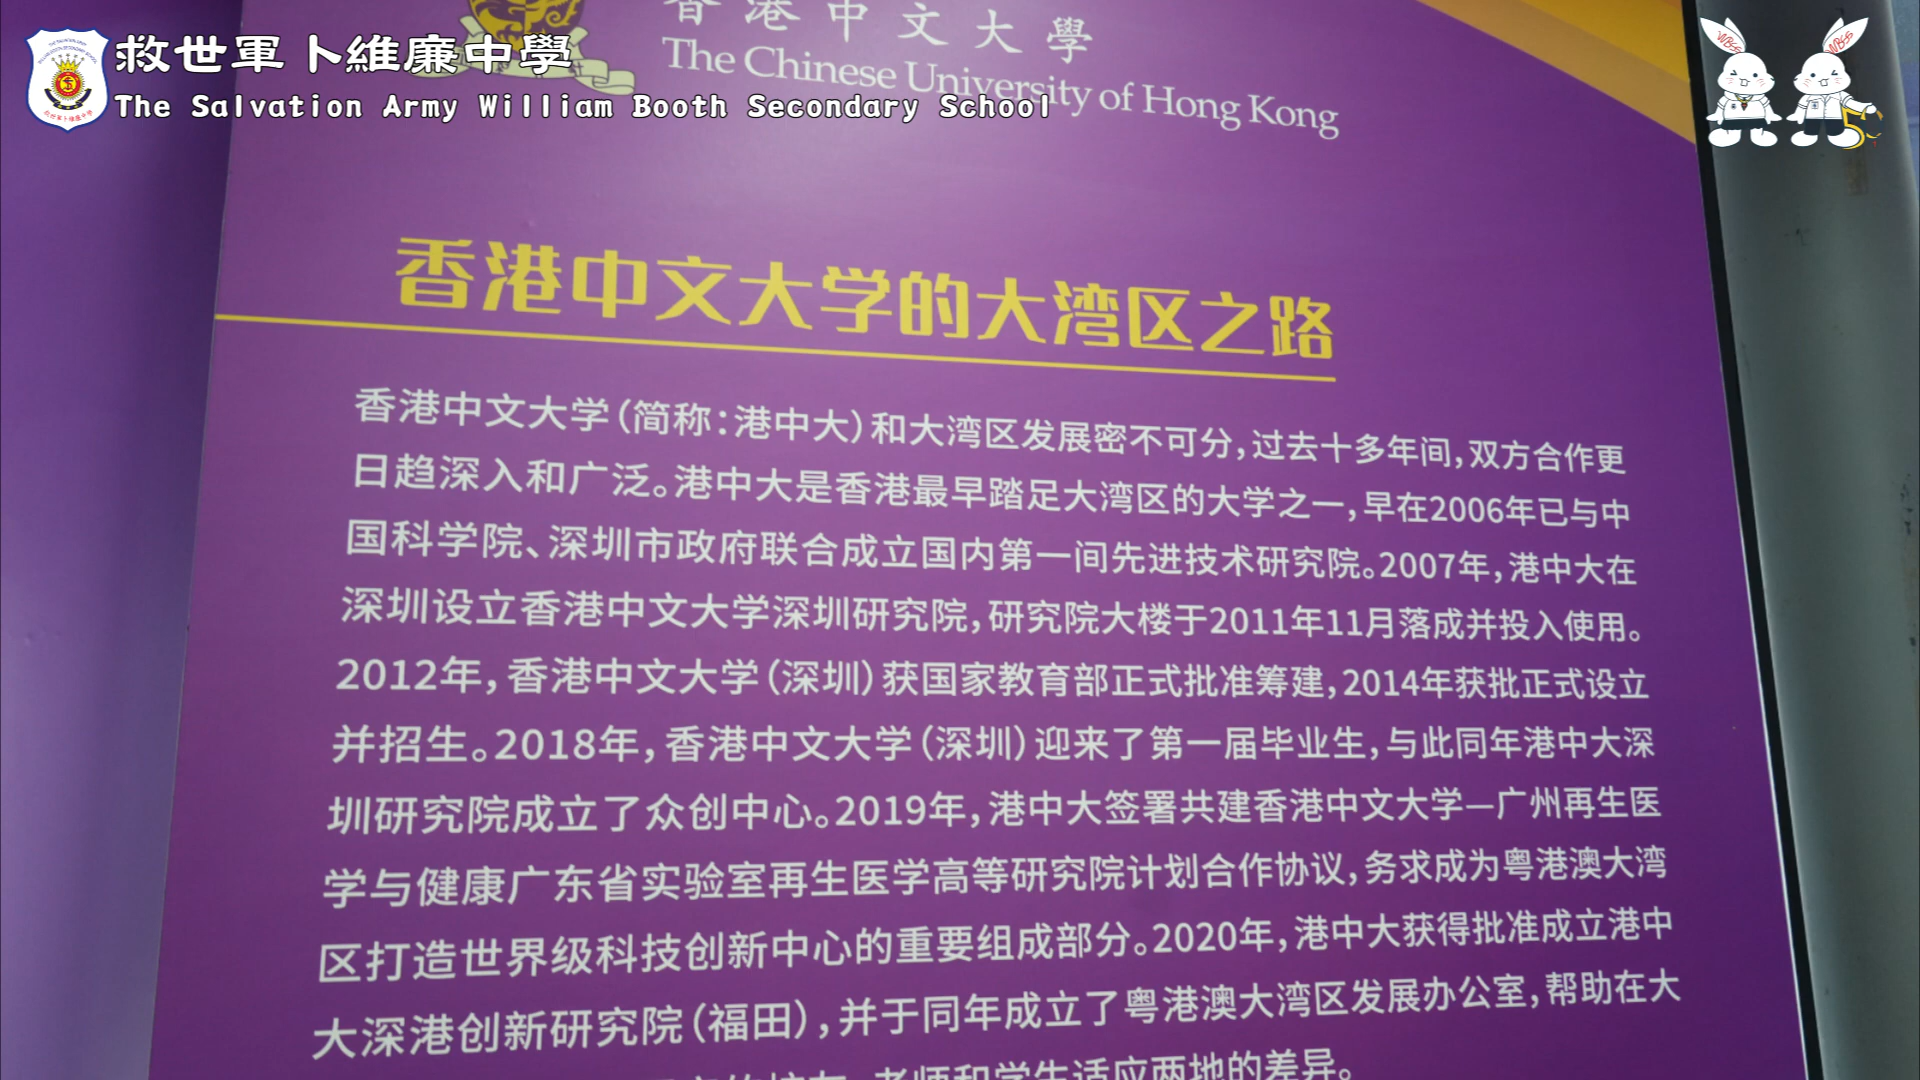 香港中文大學
The Chinese University of Hong Kong
救世軍卜維廉中學
The Salvation Army William Booth Secondary School
WBSS
WBSS
香港中文大学的大湾区之路
香港中文大学（简称：港中大）和大湾区发展密不可分，过去十多年间，双方合作更
日趋深入和广泛。港中大是香港最早踏足大湾区的大学之一，早在2006年已与中
国科学院、深圳市政府联合成立国内第一间先进技术研究院。2007年，港中大在
深圳设立香港中文大学深圳研究院，研究院大楼于2011年11月落成并投入使用。
2012年，香港中文大学（深圳）获国家教育部正式批准筹建，2014年获批正式设立
并招生。2018年，香港中文大学（深圳）迎来了第一届毕业生，与此同年港中大深
圳研究院成立了众创中心。2019年，港中大签署共建香港中文大学—广州再生医
学与健康广东省实验室再生医学高等研究院计划合作协议，务求成为粤港澳大湾
区打造世界级科技创新中心的重要组成部分。2020年，港中大获得批准成立港中
大深港创新研究院（福田），并于同年成立了粤港澳大湾区发展办公室，帮助在大
老师和学生适应两地的差异。